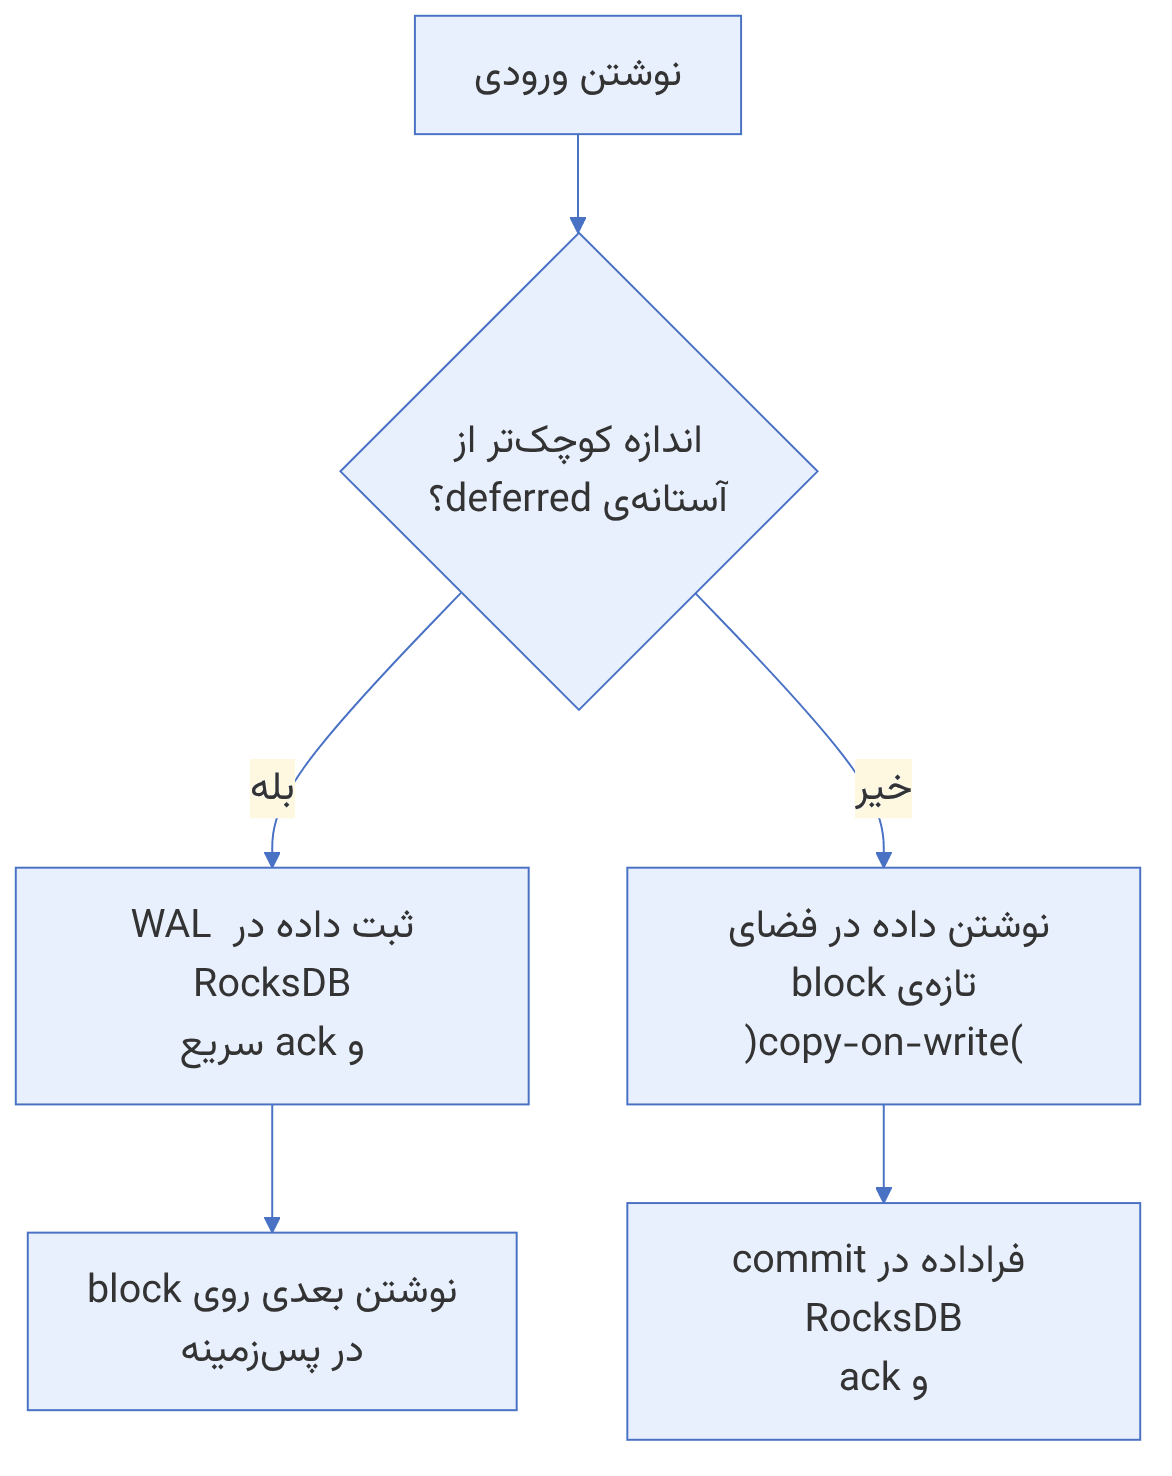 نوشتن ورودی
اندازه کوچک‌تر از
آستانه‌ی deferred؟
بله
خیر
ثبت داده در WAL
RocksDB
و ack سریع
نوشتن داده در فضای
تازه‌ی block
(copy-on-write)
نوشتن بعدی روی block
در پس‌زمینه
commit فراداده در
RocksDB
و ack